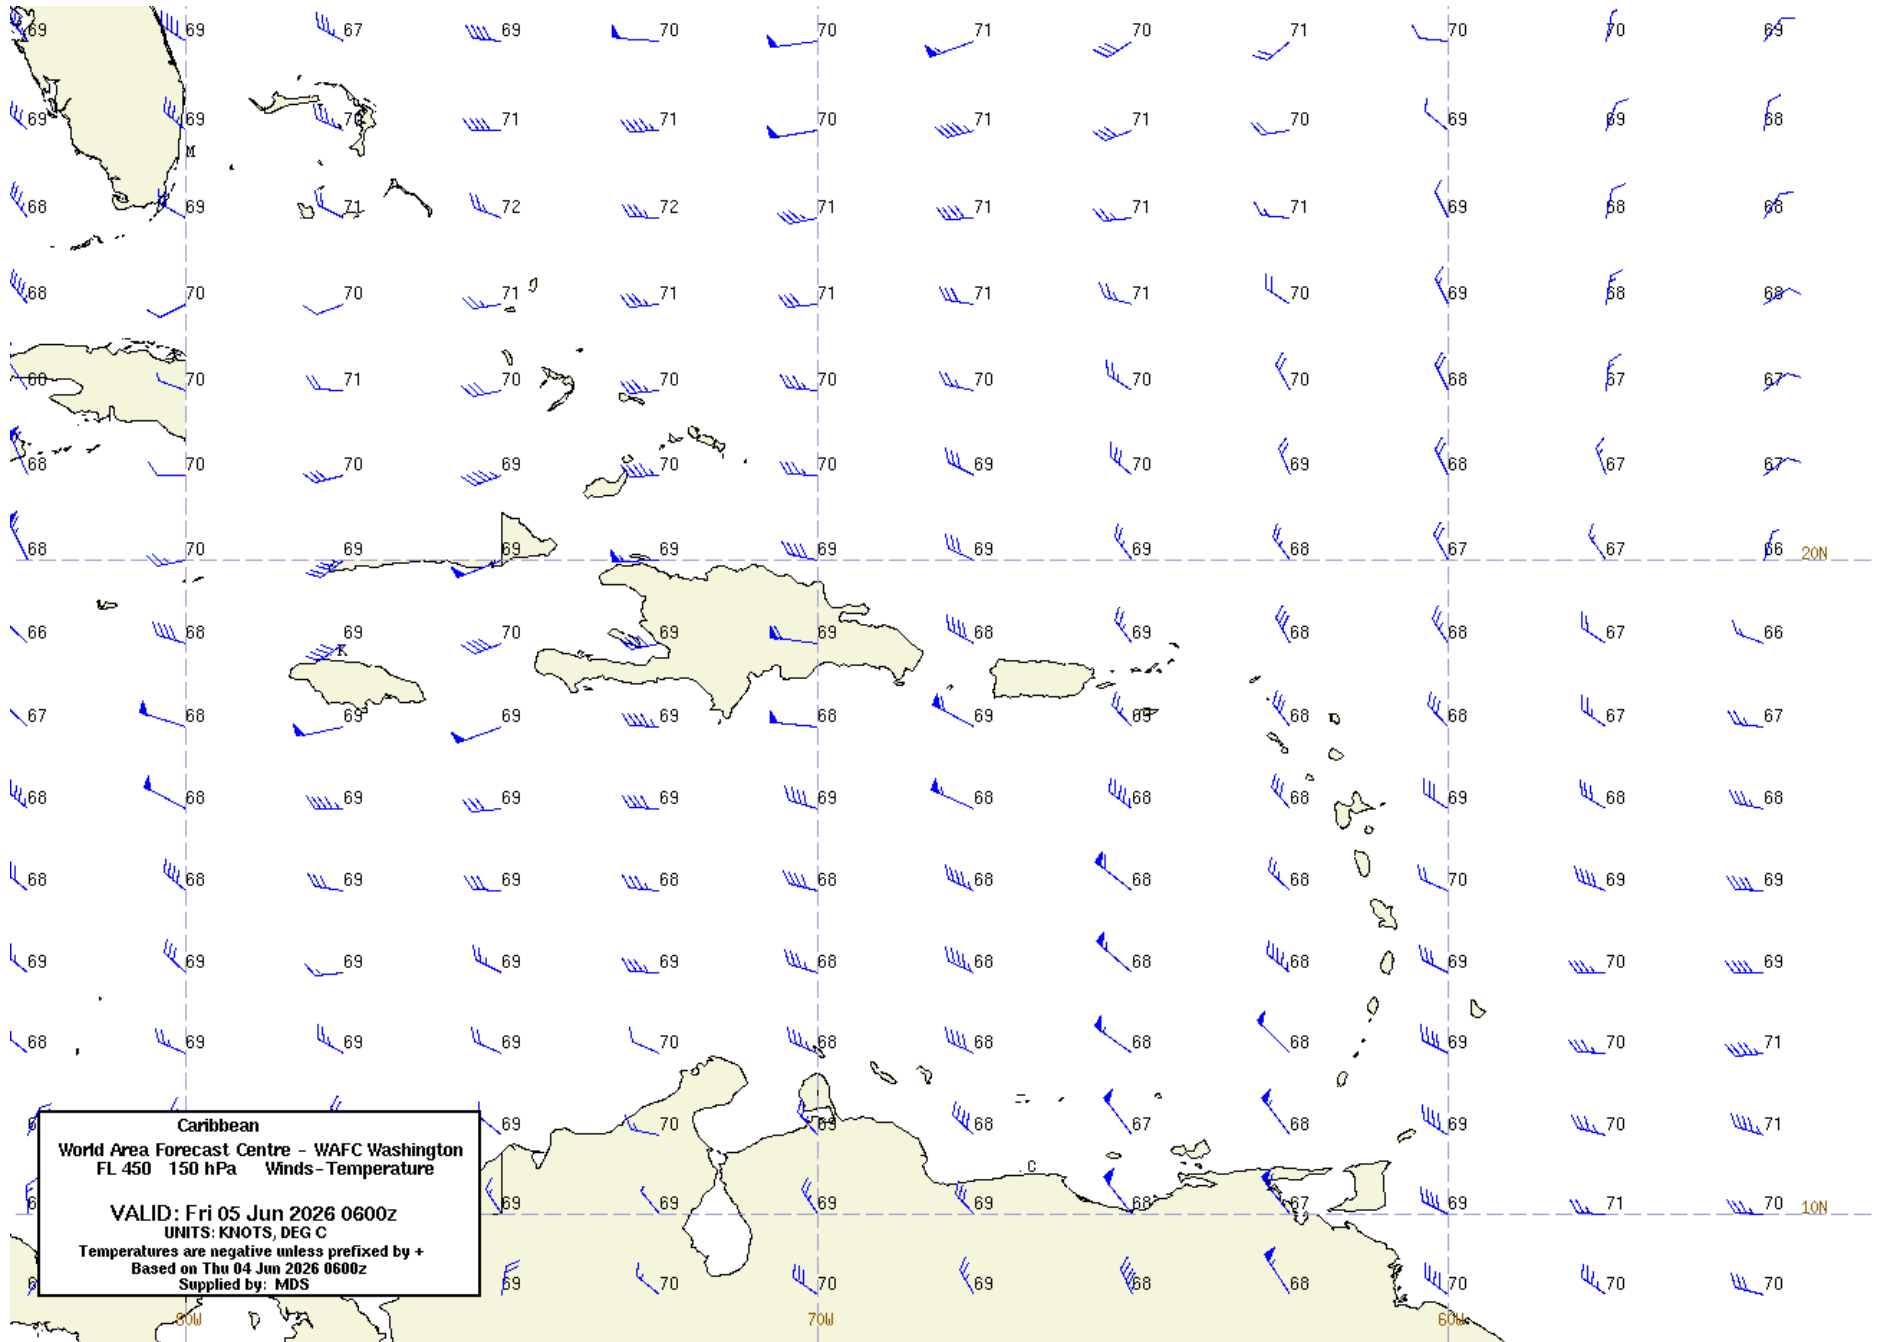 69 69 67 69 70 70 71 70 71 70 70 69
69 69 70 71 71 70 71 71 70 69 69 68
M
68 69 71 72 72 71 71 71 71 69 68 68
68 70 70 71 71 71 71 71 70 69 68 68
70 71 70 70 70 70 70 70 68 67 67
68 70 70 69 70 70 69 70 69 68 67 67
68 70 69 69 69 69 69 69 68 67 67 66 20N
66 68 69 70 69 69 68 69 68 68 67 66
K
67 68 69 69 69 68 69 69 68 68 67 67
68 68 69 69 69 69 68 68 68 69 68 68
68 68 69 69 68 68 68 68 68 70 69 69
69 69 69 69 69 68 68 68 68 69 70 69
68 69 69 69 70 68 68 68 68 69 70 71
69 70 69 68 67 68 69 70 71
C
69 69 69 69 68 67 69 71 70 10N
69 70 70 69 68 68 70 70 70
Caribbean
World Area Forecast Centre - WAFC Washington
FL 450 150 hPa Winds-Temperature
VALID: Fri 05 Jun 2026 0600z
UNITS: KNOTS, DEG C
Temperatures are negative unless prefixed by +
Based on Thu 04 Jun 2026 0600z
Supplied by: MDS
80W 70W 60W